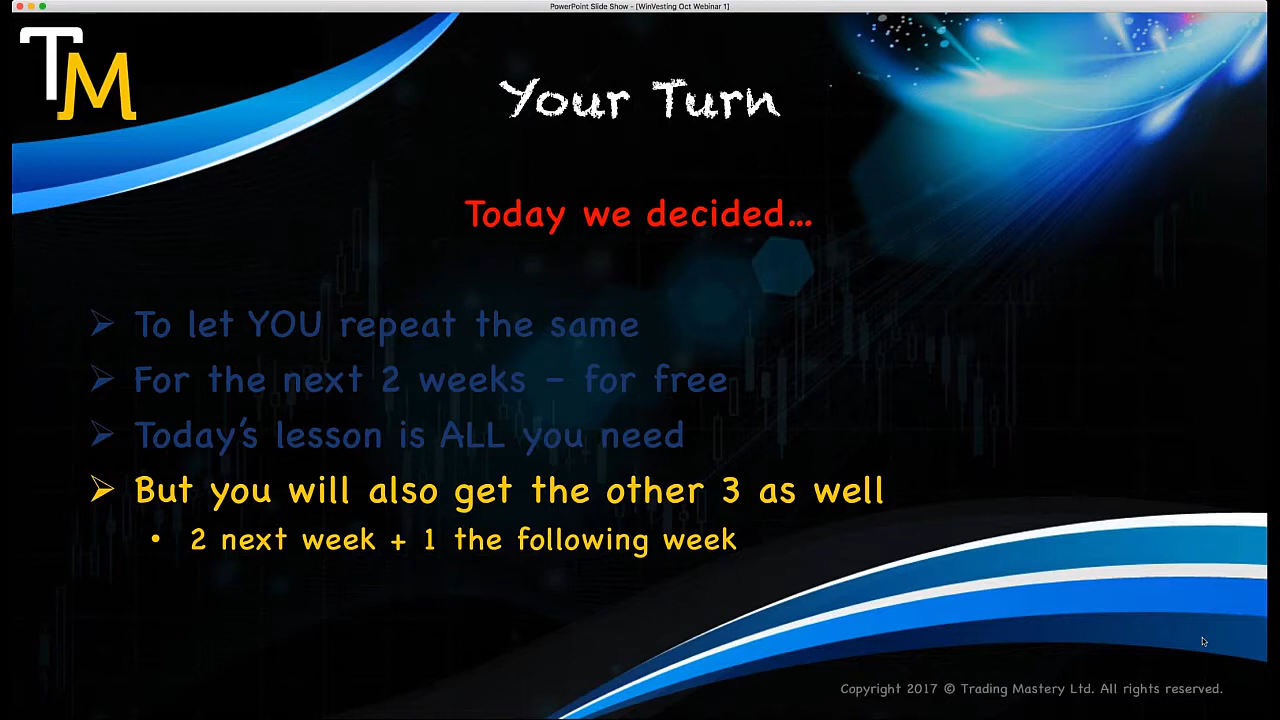 PowerPoint Slide Show - [WinVesting Oct Webinar 1]
TM
Your Turn
Today we decided...
➢ To let YOU repeat the same
➢ For the next 2 weeks – for free
➢ Today's lesson is ALL you need
➢ But you will also get the other 3 as well
• 2 next week + 1 the following week
Copyright 2017 © Trading Mastery Ltd. All rights reserved.